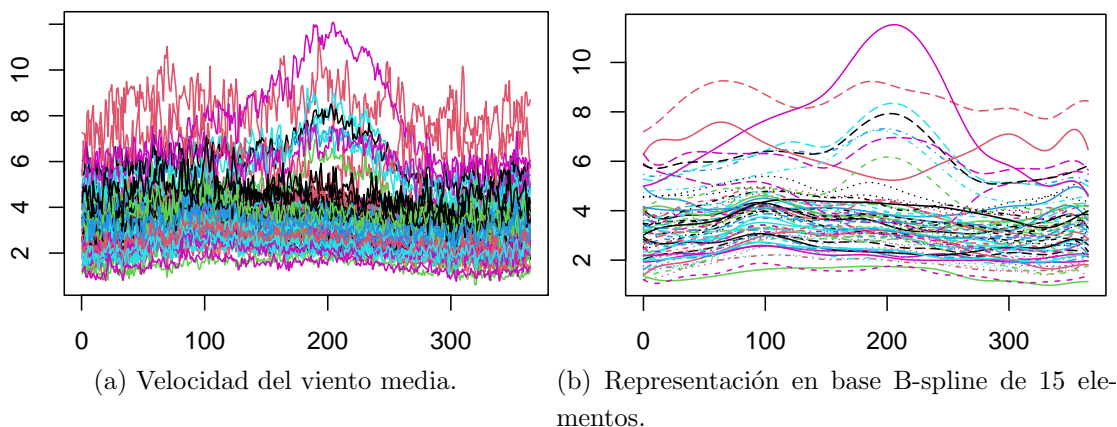 12
10
8
6
4
2
0 100 200 300
10
8
6
4
2
0 100 200 300
(a) Velocidad del viento media.
(b) Representación en base B-spline de 15 ele-
mentos.